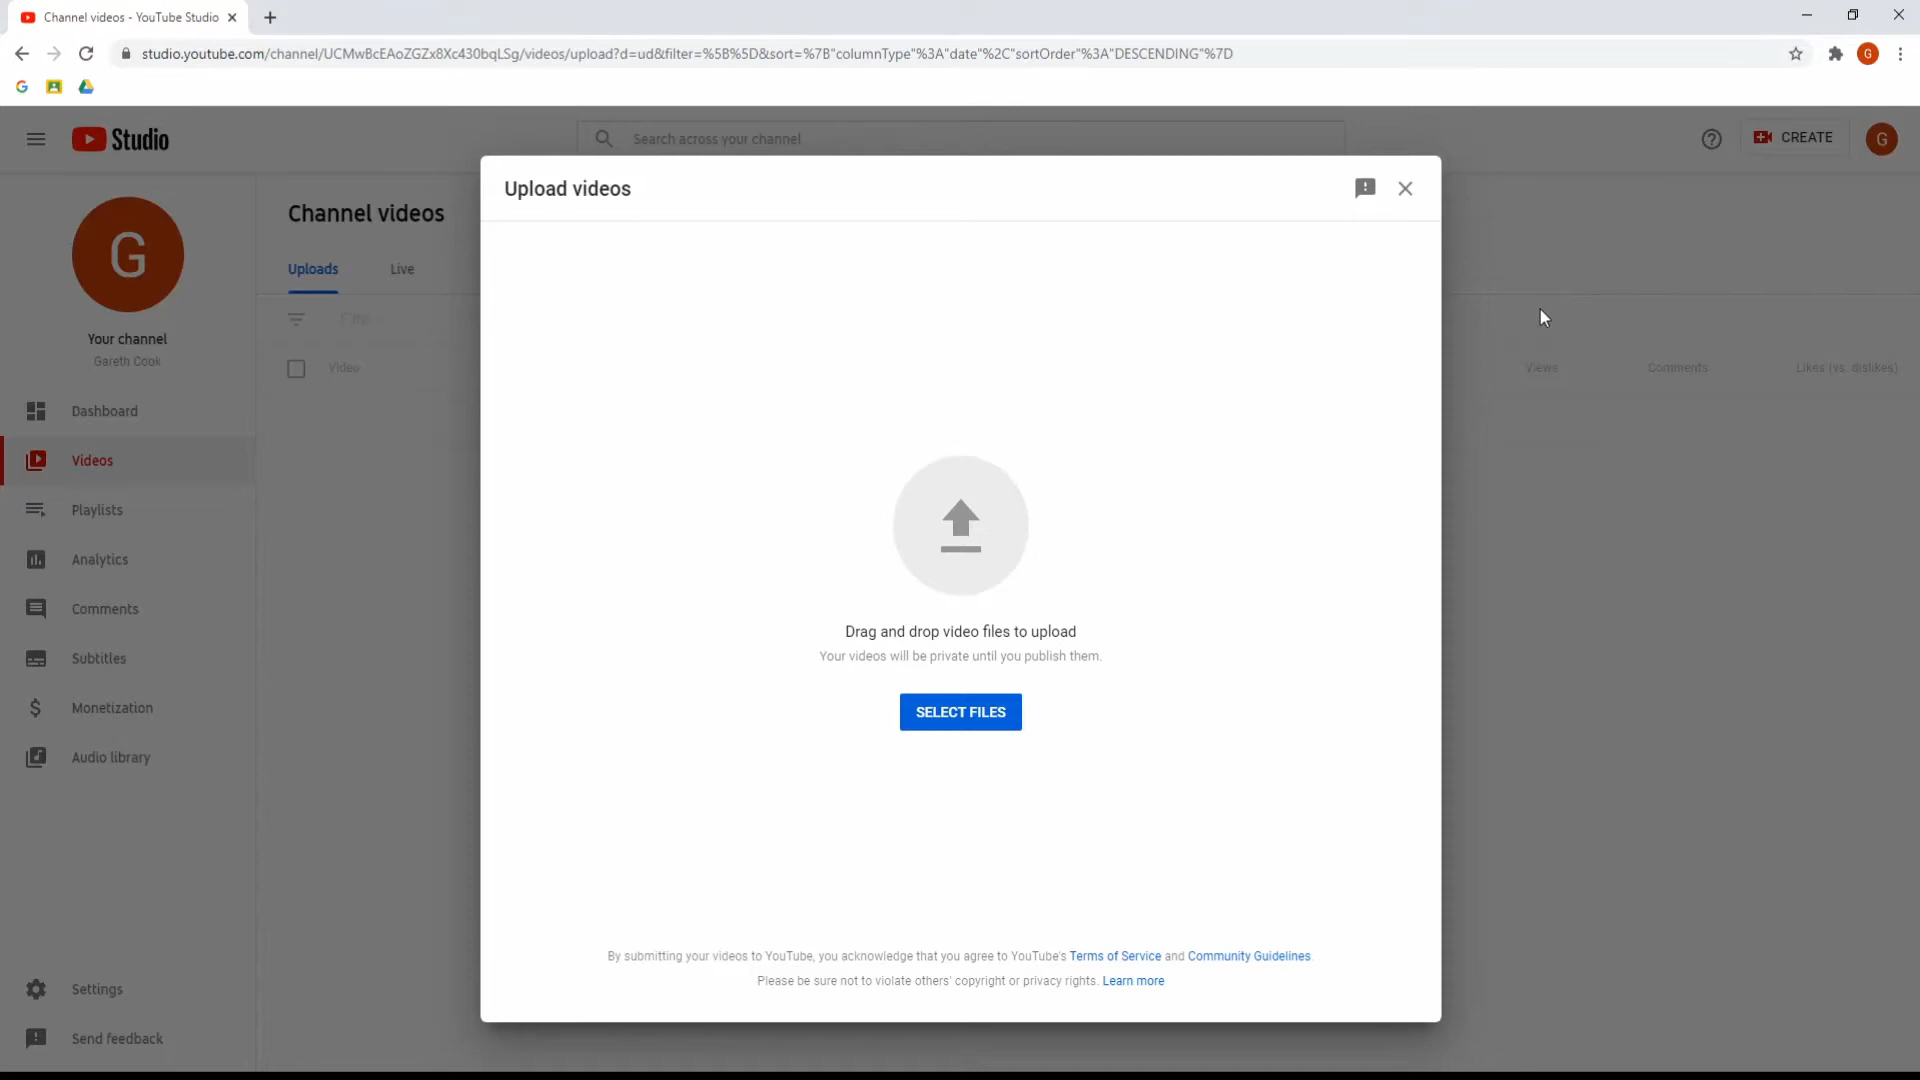 Channel videos - YouTube Studio
studio.youtube.com/channel/UCMwBcEAoZGZx8Xc430bqLSg/videos/upload?d=ud&filter=%5B%5D&sort=%7B"columnType"%3A"date"%2C"sortOrder"%3A"DESCENDING"%7D
G
Studio
Search across your channel
CREATE
G
Upload videos
G
Channel videos
Uploads
Live
Your channel
Gareth Cook
Filter
Video
Views
Comments
Likes (vs. dislikes)
Dashboard
Videos
Playlists
Analytics
Comments
Subtitles
Monetization
Audio library
Settings
Send feedback
Drag and drop video files to upload
Your videos will be private until you publish them.
SELECT FILES
By submitting your videos to YouTube, you acknowledge that you agree to YouTube's Terms of Service and Community Guidelines.
Please be sure not to violate others' copyright or privacy rights. Learn more